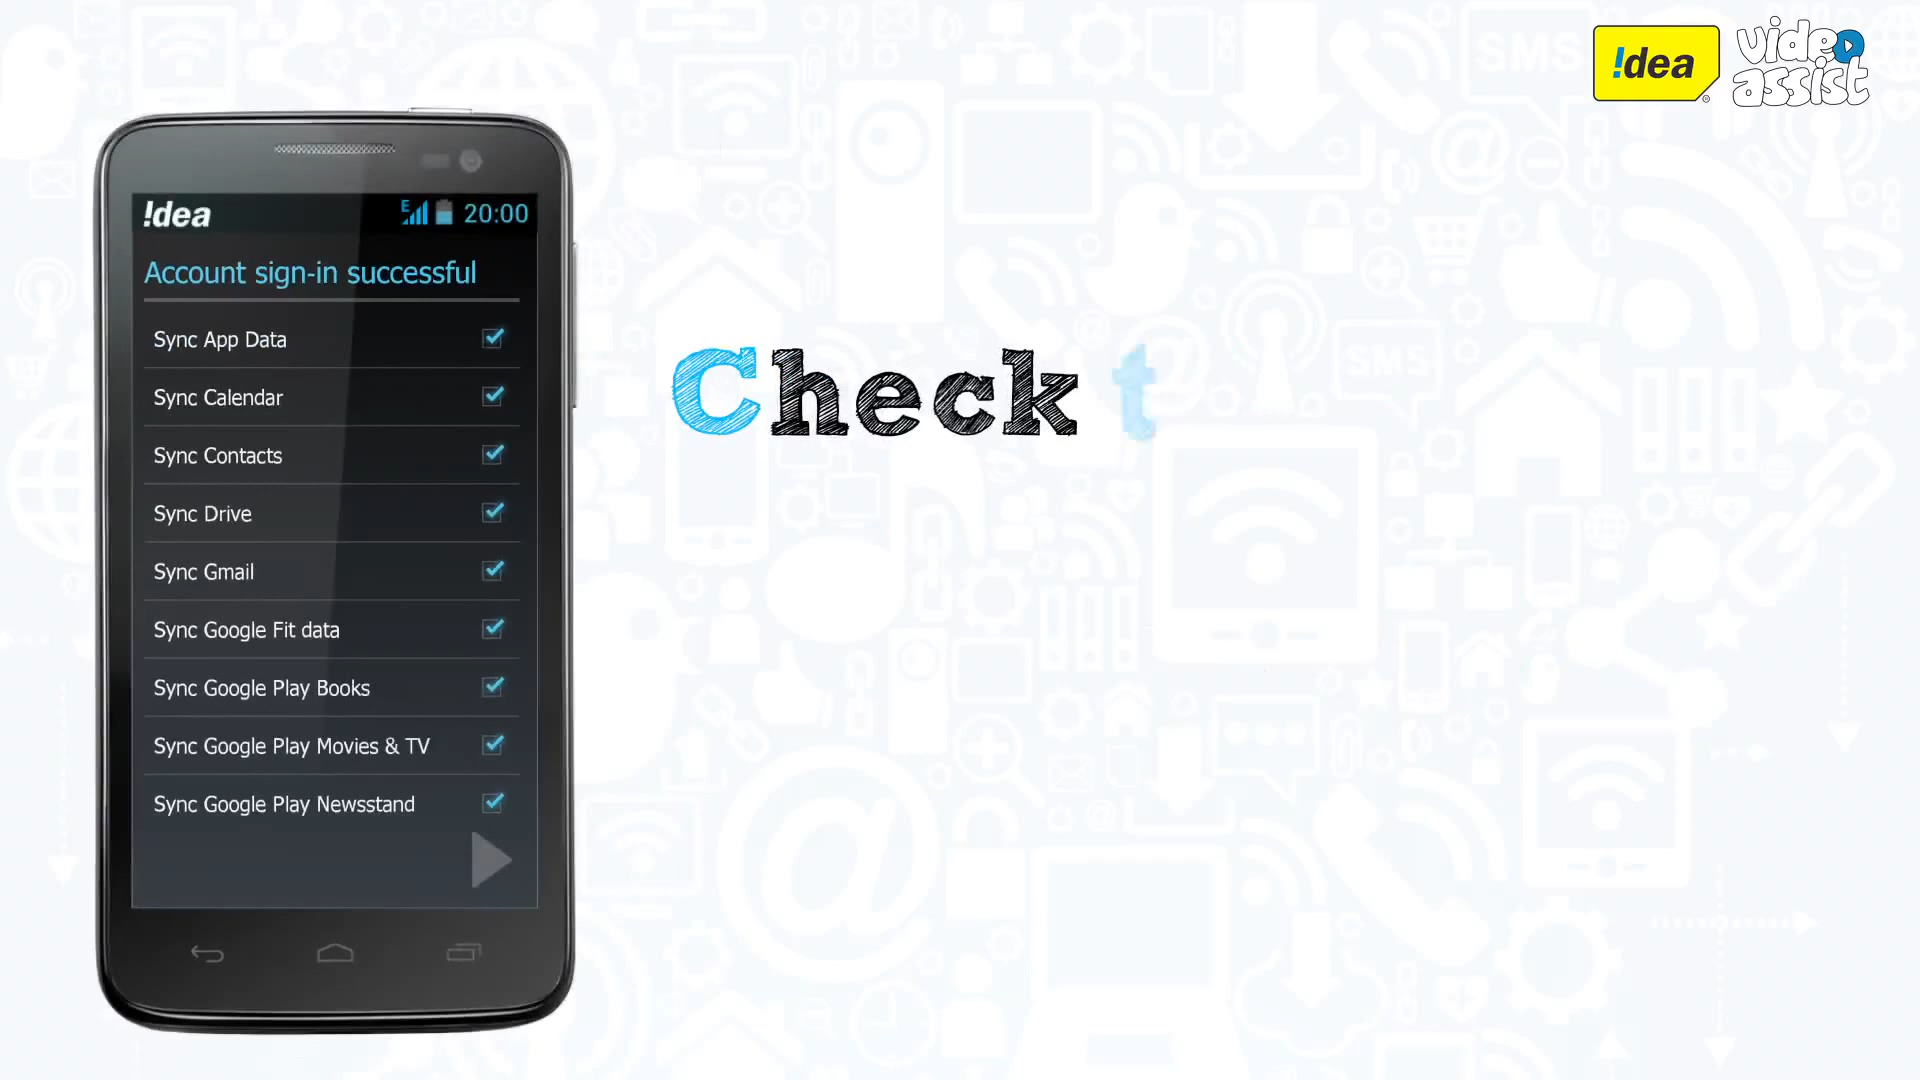 !dea
video
assist
!dea E 20:00
Account sign-in successful
Sync App Data
Sync Calendar
Sync Contacts
Sync Drive
Sync Gmail
Sync Google Fit data
Sync Google Play Books
Sync Google Play Movies & TV
Sync Google Play Newsstand
Check t
SMS
SMS